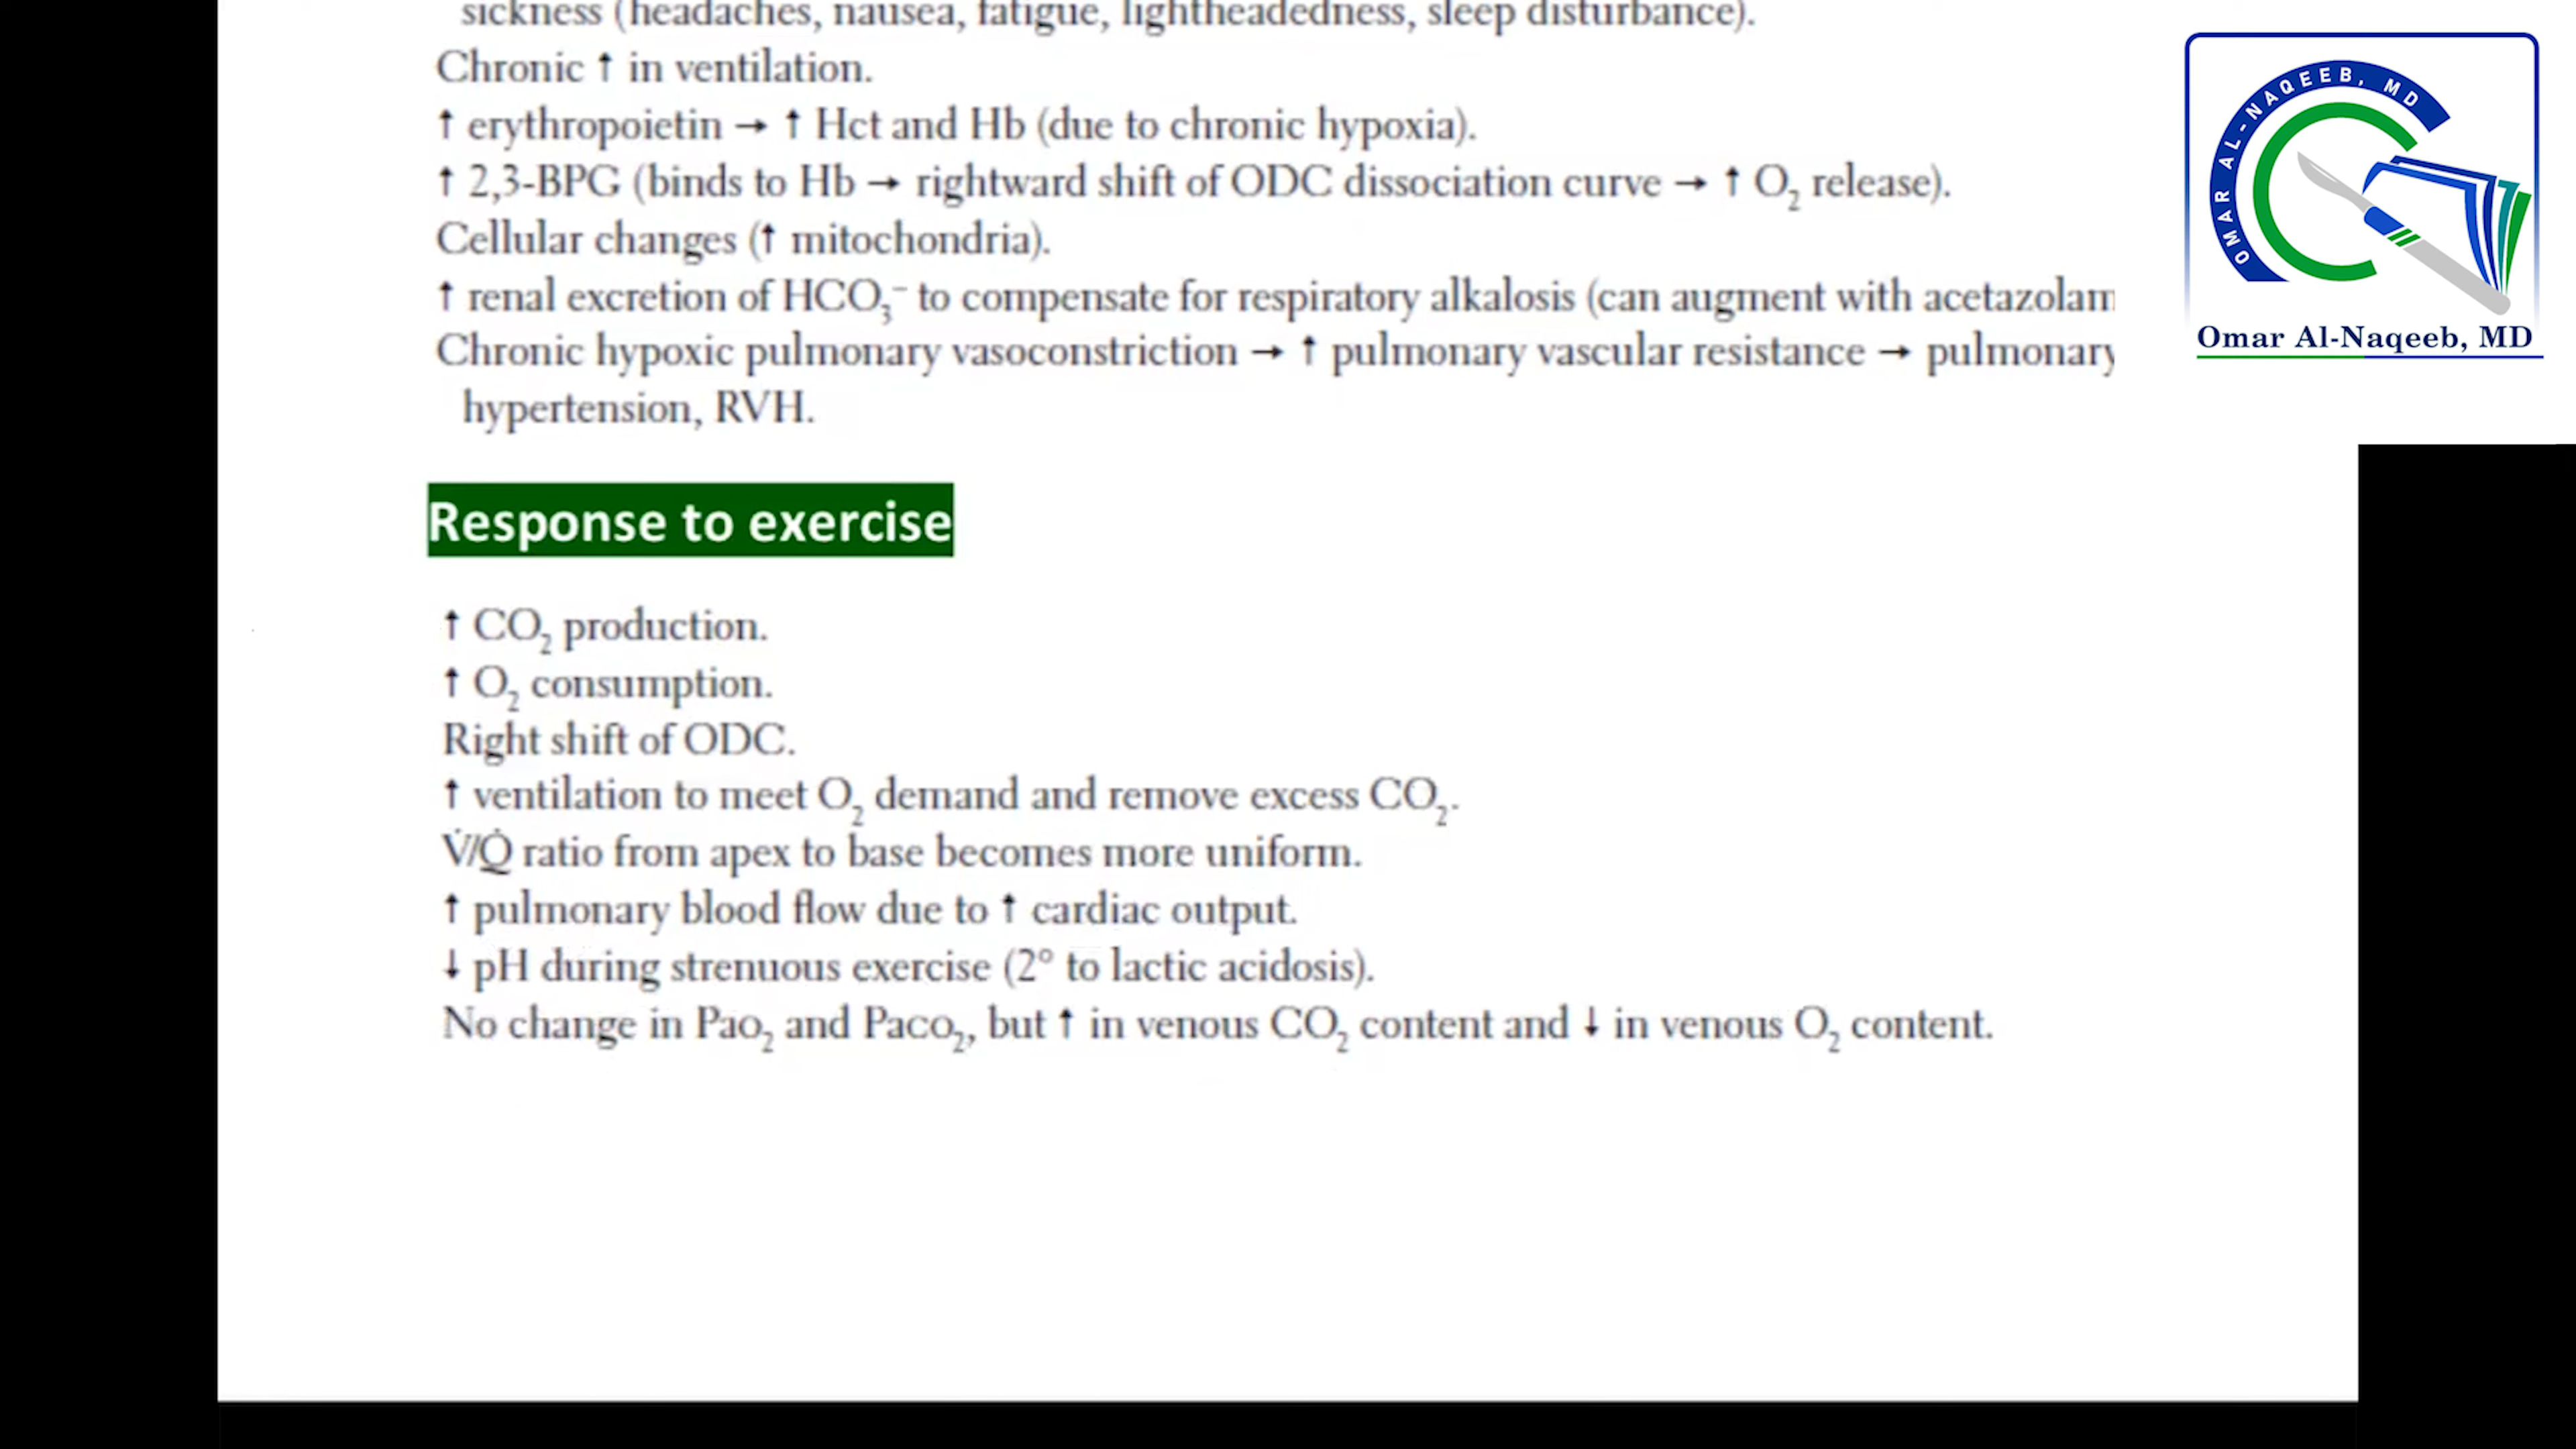 sickness (headaches, nausea, fatigue, lightheadedness, sleep disturbance).
Chronic ↑ in ventilation.
↑ erythropoietin → ↑ Hct and Hb (due to chronic hypoxia).
↑ 2,3-BPG (binds to Hb → rightward shift of ODC dissociation curve → ↑ O₂ release).
Cellular changes (↑ mitochondria).
↑ renal excretion of HCO₃⁻ to compensate for respiratory alkalosis (can augment with acetazolam
Chronic hypoxic pulmonary vasoconstriction → ↑ pulmonary vascular resistance → pulmonary
hypertension, RVH.
OMAR AL-NAQEEB, MD
Omar Al-Naqeeb, MD
Response to exercise
↑ CO₂ production.
↑ O₂ consumption.
Right shift of ODC.
↑ ventilation to meet O₂ demand and remove excess CO₂.
V̇/Q̇ ratio from apex to base becomes more uniform.
↑ pulmonary blood flow due to ↑ cardiac output.
↓ pH during strenuous exercise (2° to lactic acidosis).
No change in PaO₂ and PaCO₂, but ↑ in venous CO₂ content and ↓ in venous O₂ content.